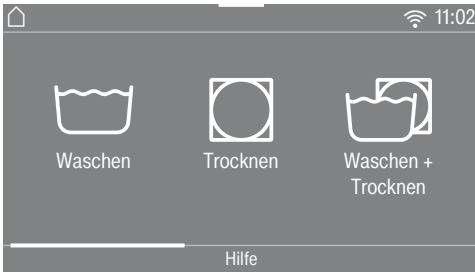 11:02
Waschen
Trocknen
Waschen +
Trocknen
Hilfe